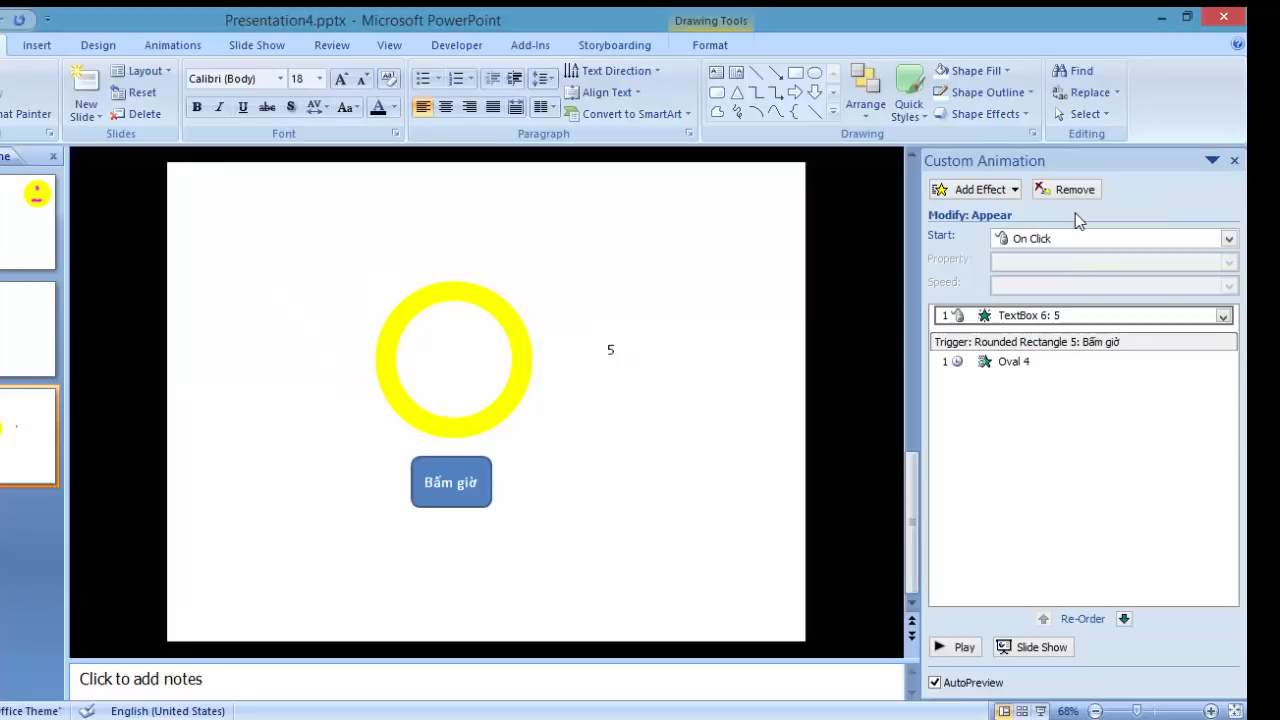 Presentation4.pptx - Microsoft PowerPoint
Drawing Tools
Insert Design Animations Slide Show Review View Developer Add-Ins Storyboarding Format
Layout
Reset
Delete
New Slide
at Painter
Slides
Calibri (Body) 18
B I U abc S AV Aa A
Font
Text Direction
Align Text
Convert to SmartArt
Paragraph
Arrange
Quick Styles
Shape Fill
Shape Outline
Shape Effects
Drawing
Find
Replace
Select
Editing
ne
Custom Animation
Add Effect
Remove
Modify: Appear
Start: On Click
Property:
Speed:
1 TextBox 6: 5
Trigger: Rounded Rectangle 5: Bấm giờ
1 Oval 4
5
Bấm giờ
Re-Order
Play
Slide Show
AutoPreview
Click to add notes
ffice Theme"
English (United States)
68%